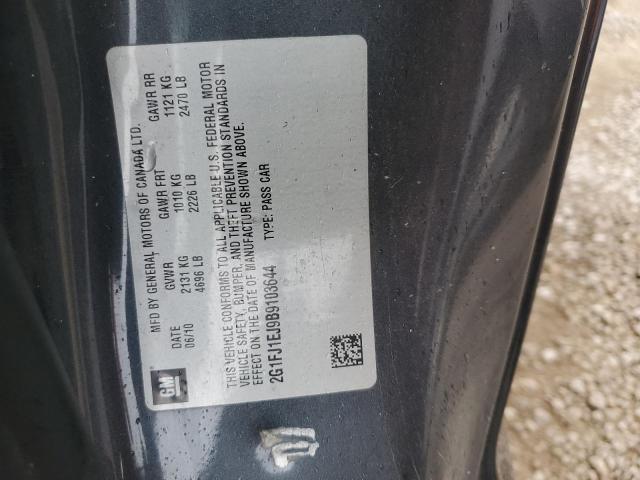 GM
MFD BY GENERAL MOTORS OF CANADA LTD.
DATE GVWR GAWR FRT GAWR RR
06/10 2131 KG 1010 KG 1121 KG
4696 LB 2226 LB 2470 LB
THIS VEHICLE CONFORMS TO ALL APPLICABLE U.S. FEDERAL MOTOR
VEHICLE SAFETY, BUMPER, AND THEFT PREVENTION STANDARDS IN
EFFECT ON THE DATE OF MANUFACTURE SHOWN ABOVE.
2G1FJ1EJ9B9103644 TYPE: PASS CAR